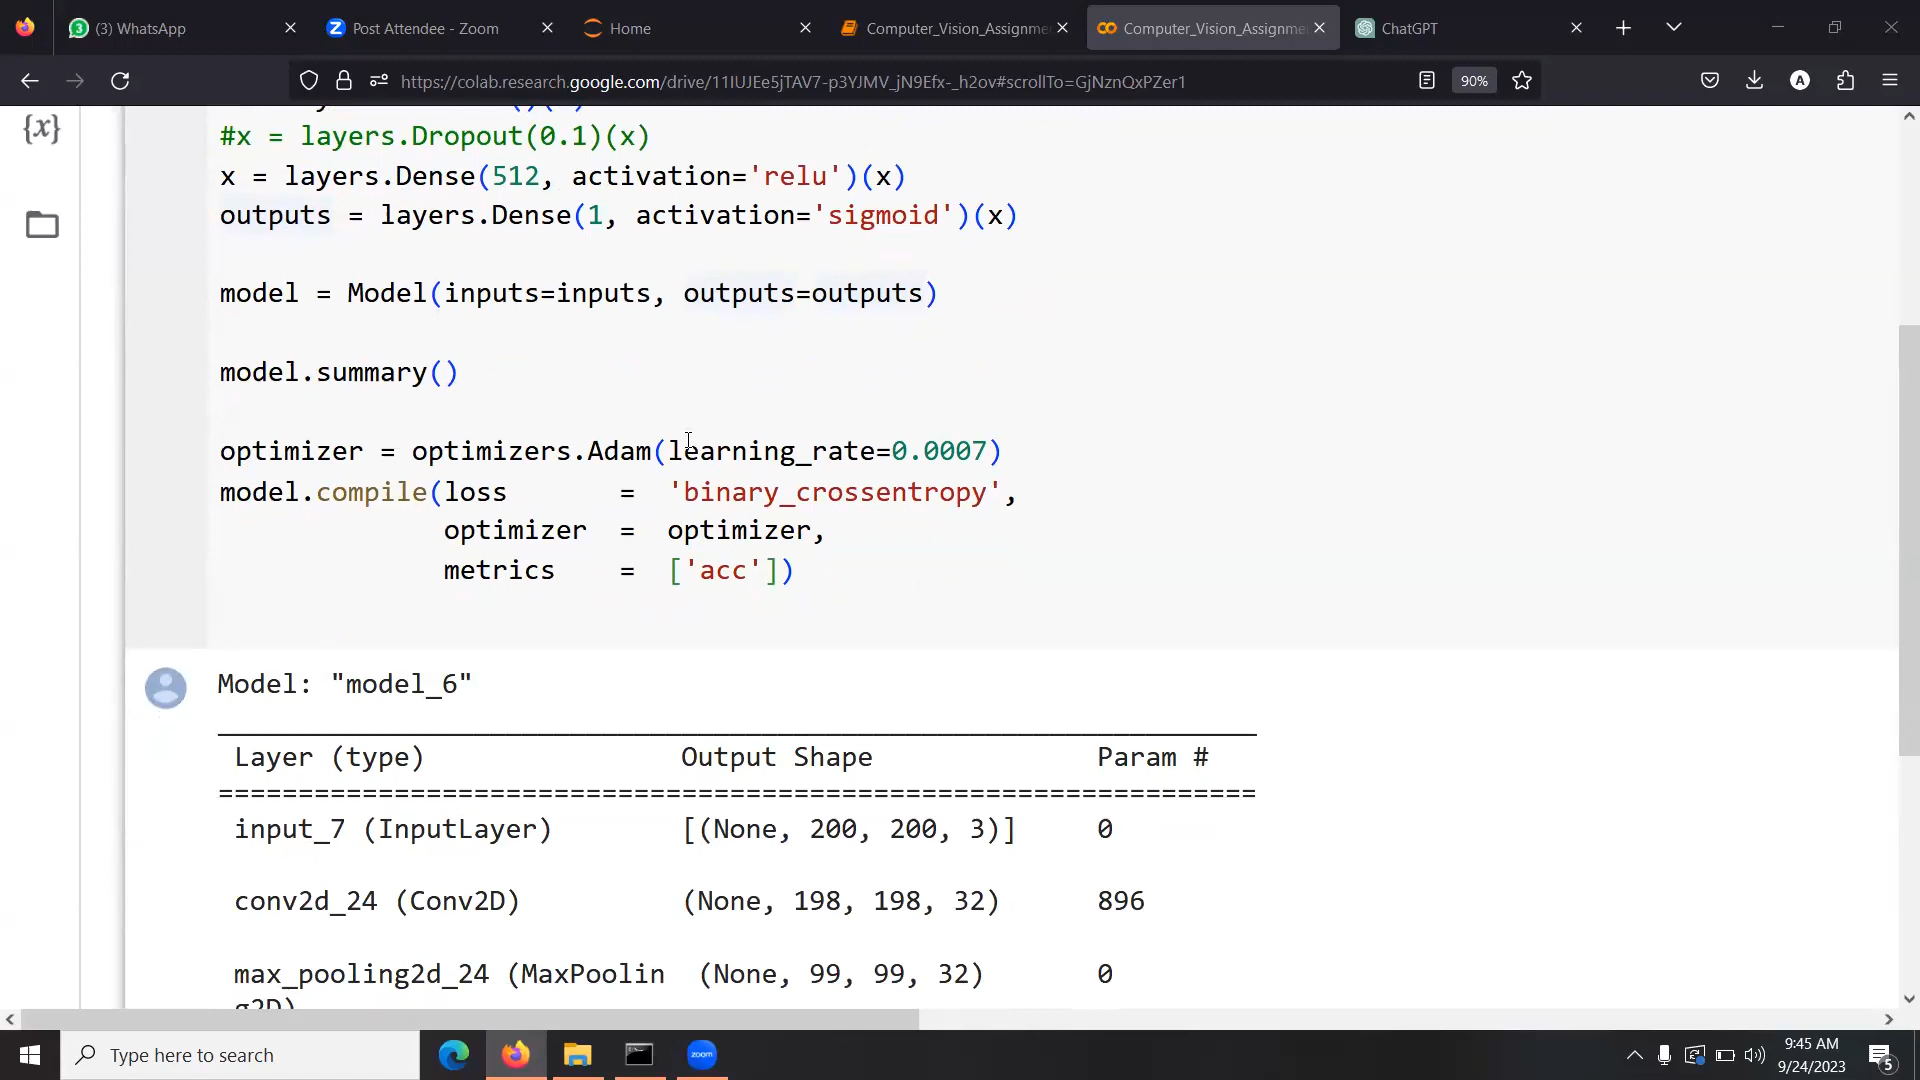 (3) WhatsApp
Post Attendee - Zoom
Home
Computer_Vision_Assignme
Computer_Vision_Assignme
ChatGPT
https://colab.research.google.com/drive/11IUJEe5jTAV7-p3YJMV_jN9Efx-_h2ov#scrollTo=GjNznQxPZer1
90%
A
{x}
#x = layers.Dropout(0.1)(x)
x = layers.Dense(512, activation='relu')(x)
outputs = layers.Dense(1, activation='sigmoid')(x)
model = Model(inputs=inputs, outputs=outputs)
model.summary()
optimizer = optimizers.Adam(learning_rate=0.0007)
model.compile(loss = 'binary_crossentropy',
optimizer = optimizer,
metrics = ['acc'])
Model: "model_6"
Layer (type) Output Shape Param #
=================================================================
input_7 (InputLayer) [(None, 200, 200, 3)] 0
conv2d_24 (Conv2D) (None, 198, 198, 32) 896
max_pooling2d_24 (MaxPoolin (None, 99, 99, 32) 0
g2D)
Type here to search
zoom
9:45 AM
9/24/2023
5